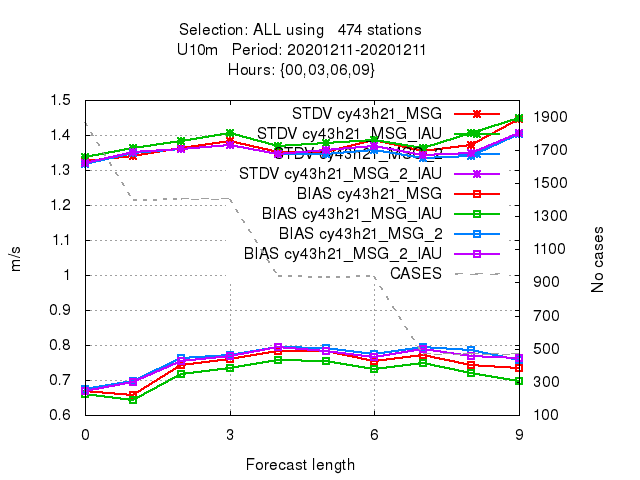 Selection: ALL using 474 stations
U10m Period: 20201211-20201211
Hours: {00,03,06,09}
1.5
1.4
1.3
1.2
1.1
1
0.9
0.8
0.7
0.6
m/s
STDV cy43h21_MSG
STDV cy43h21_MSG_IAU
STDV cy43h21_MSG_2
STDV cy43h21_MSG_2_IAU
BIAS cy43h21_MSG
BIAS cy43h21_MSG_IAU
BIAS cy43h21_MSG_2
BIAS cy43h21_MSG_2_IAU
CASES
1900
1700
1500
1300
1100
900
700
500
300
100
No cases
0 3 6 9
Forecast length